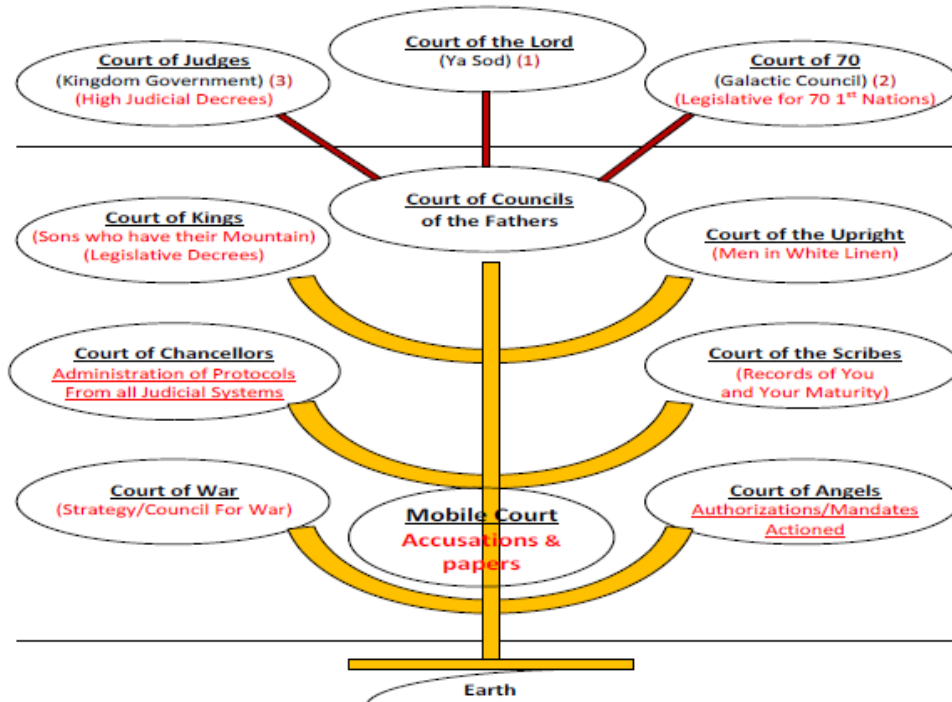 Court of the Lord
(Ya Sod) (1)
Court of Judges
(Kingdom Government) (3)
(High Judicial Decrees)
Court of 70
(Galactic Council) (2)
(Legislative for 70 1st Nations)
Court of Councils
of the Fathers
Court of Kings
(Sons who have their Mountain)
(Legislative Decrees)
Court of the Upright
(Men in White Linen)
Court of Chancellors
Administration of Protocols
From all Judicial Systems
Court of the Scribes
(Records of You
and Your Maturity)
Court of War
(Strategy/Council For War)
Court of Angels
Authorizations/Mandates
Actioned
Mobile Court
Accusations &
papers
Earth